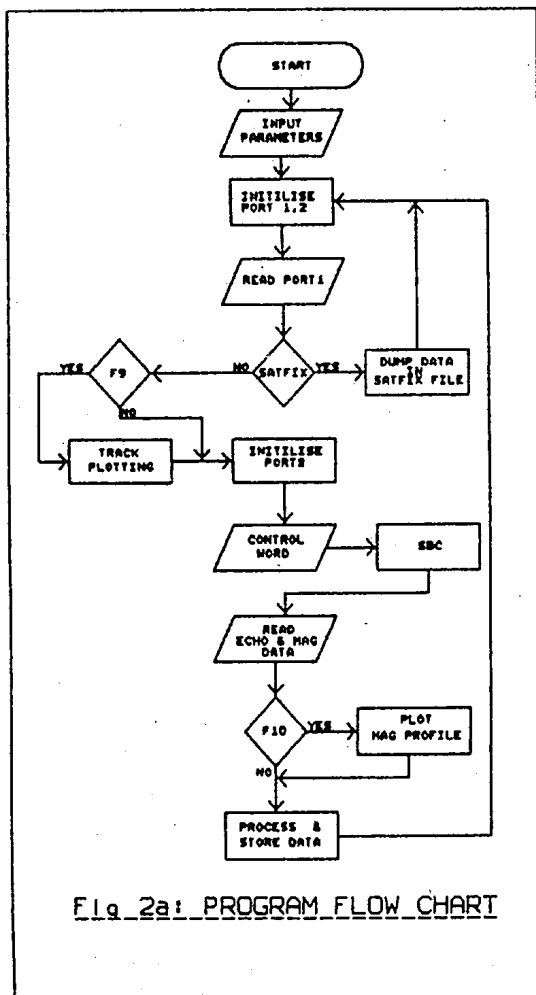 START
INPUT
PARAMETERS
INITILISE
PORT 1,2
READ PORT1
F9
YES
NO
SATFIX
NO
YES
DUMP DATA
IN
SATFIX FILE
TRACK
PLOTTING
INITILISE
PORT2
CONTROL
WORD
SBC
READ
ECHO & MAG
DATA
F10
YES
NO
PLOT
MAG PROFILE
PROCESS &
STORE DATA
Fig 2a: PROGRAM FLOW CHART